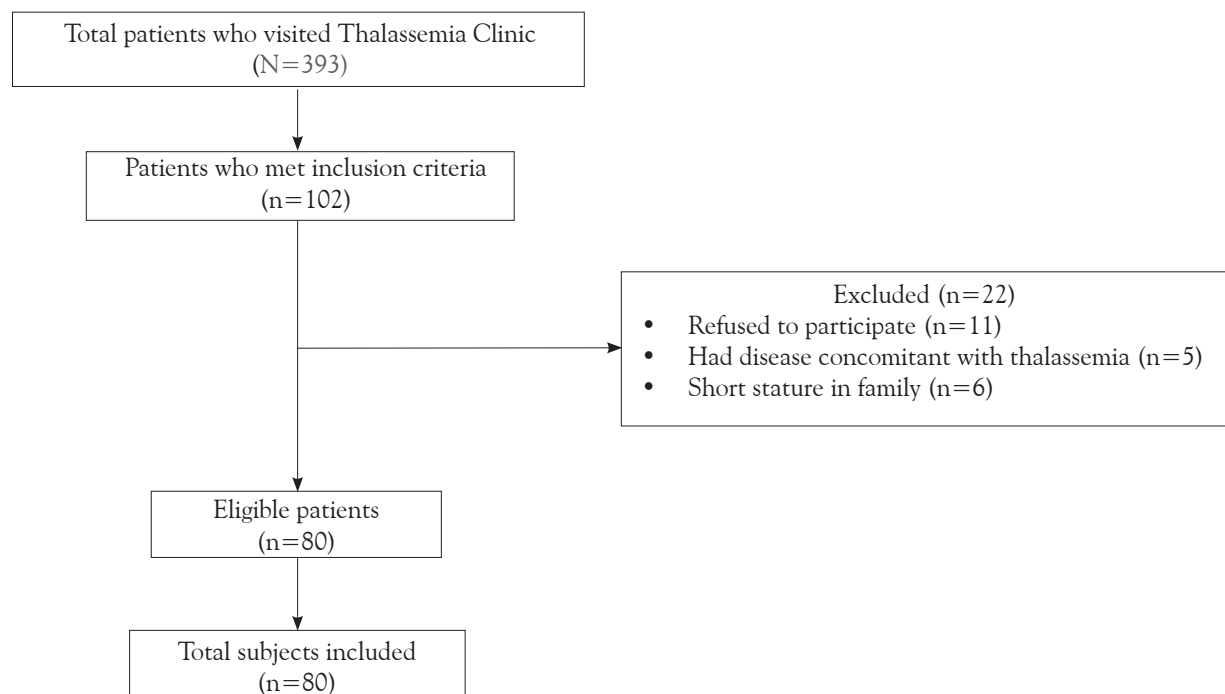 Total patients who visited Thalassemia Clinic
(N=393)
Patients who met inclusion criteria
(n=102)
Excluded (n=22)
• Refused to participate (n=11)
• Had disease concomitant with thalassemia (n=5)
• Short stature in family (n=6)
Eligible patients
(n=80)
Total subjects included
(n=80)